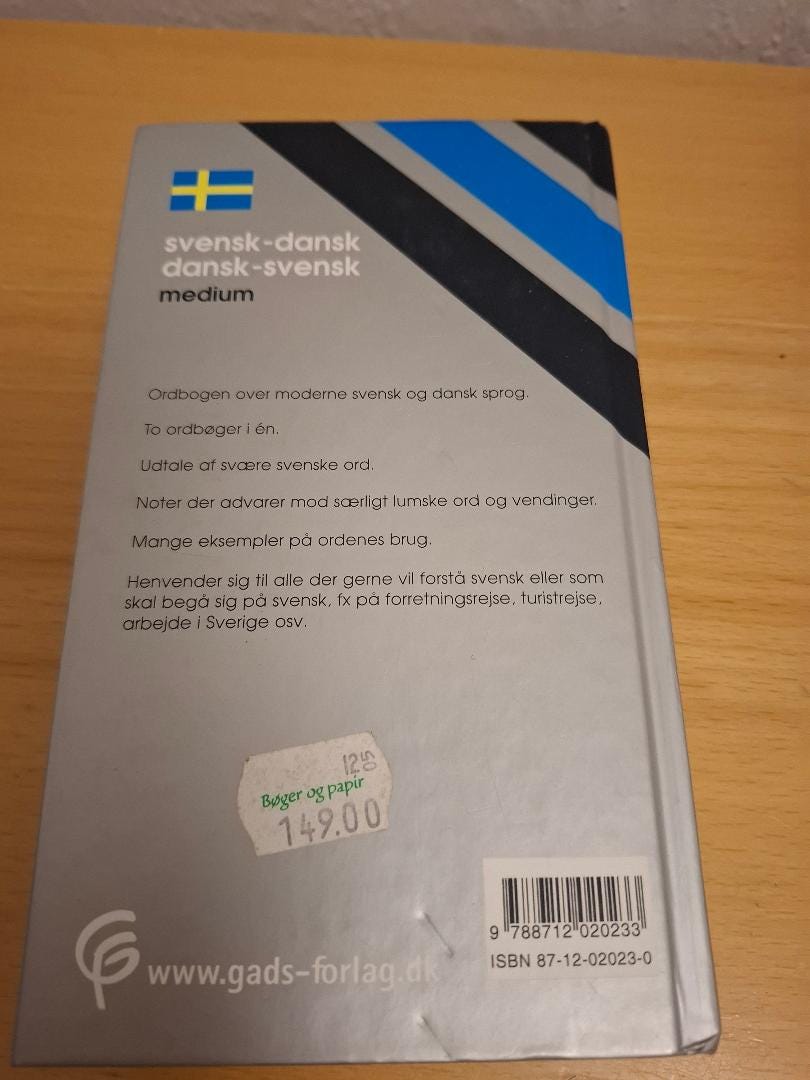 svensk-dansk
dansk-svensk
medium
Ordbogen over moderne svensk og dansk sprog.
To ordbøger i én.
Udtale af svære svenske ord.
Noter der advarer mod særligt lumske ord og vendinger.
Mange eksempler på ordenes brug.
Henvender sig til alle der gerne vil forstå svensk eller som
skal begå sig på svensk, fx på forretningsrejse, turistrejse,
arbejde i Sverige osv.
1205
Bøger og papir
149.00
www.gads-forlag.dk
9 788712 020233
ISBN 87-12-02023-0